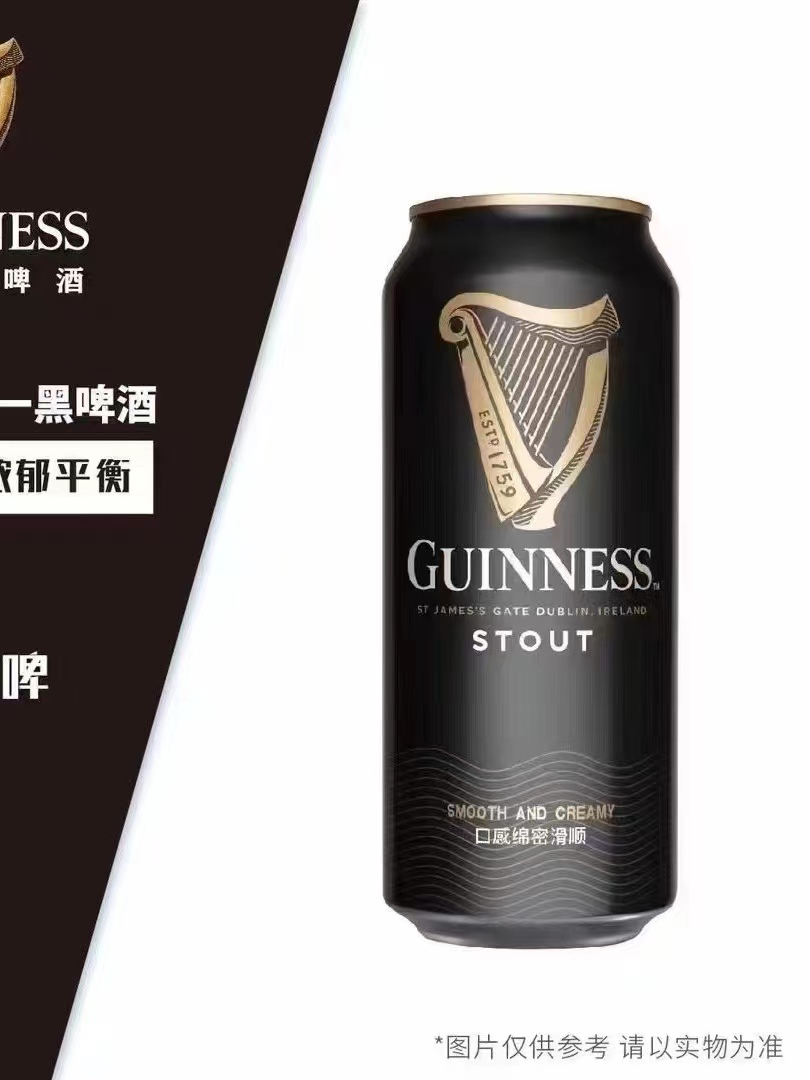 NESS
啤 酒
一黑啤酒
浓郁平衡
啤
ESTD 1759
GUINNESS™
ST JAMES'S GATE DUBLIN. IRELAND
STOUT
SMOOTH AND CREAMY
口感绵密滑顺
*图片仅供参考 请以实物为准